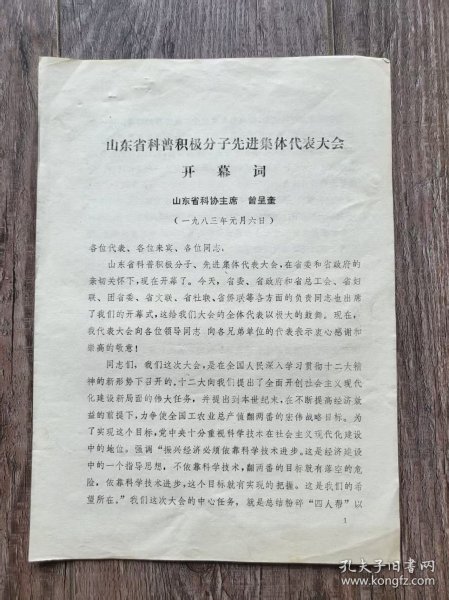 山东省科普积极分子先进集体代表大会
开幕词
山东省科协主席 曾呈奎
(一九八三年元月六日)
各位代表、各位来宾、各位同志:
山东省科普积极分子、先进集体代表大会,在省委和省政府的
亲切关怀下,现在开幕了。今天,省委、省政府和省总工会、省妇
联、团省委、省文联、省社联、省侨联等各方面的负责同志也出席
了我们的开幕式,这给我们大会的全体代表以极大的鼓舞。现在,
我代表大会向各位领导同志 向各兄弟单位的代表表示衷心感谢和
崇高的敬意!
同志们,我们这次大会,是在全国人民深入学习贯彻十二大精
神的新形势下召开的。十二大向我们提出了全面开创社会主义现代
化建设新局面的伟大任务,并提出到本世纪末,在不断提高经济效
益的前提下,力争使全国工农业总产值翻两番的宏伟战略目标。为
了实现这个目标,党中央十分重视科学技术在社会主义现代化建设
中的地位。强调“振兴经济必须依靠科学技术进步。这是经济建设
中的一个指导思想,不依靠科学技术,翻两番的目标就有落空的危
险,依靠科学技术进步,这个目标就有实现的把握。这是我们的希
望所在。”我们这次大会的中心任务,就是总结粉碎“四人帮”以
1
孔夫子旧书网
www.kongfz.com